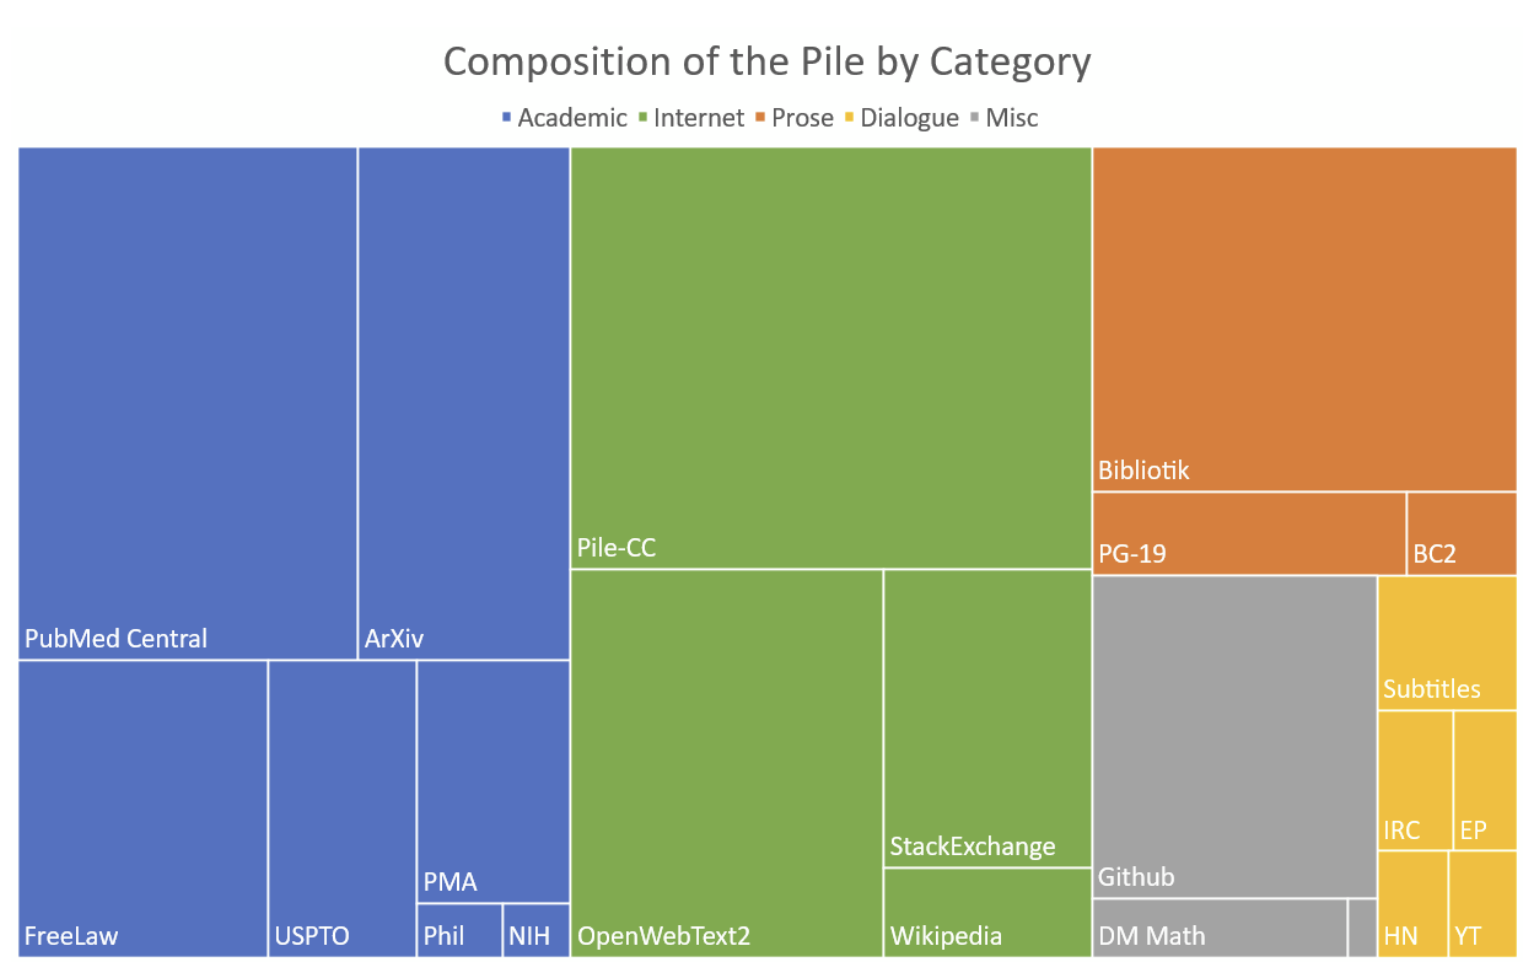 Composition of the Pile by Category
Academic Internet Prose Dialogue Misc
PubMed Central
ArXiv
FreeLaw
USPTO
PMA
Phil
NIH
Pile-CC
OpenWebText2
StackExchange
Wikipedia
Bibliotik
PG-19
BC2
Github
DM Math
Subtitles
IRC
EP
HN
YT